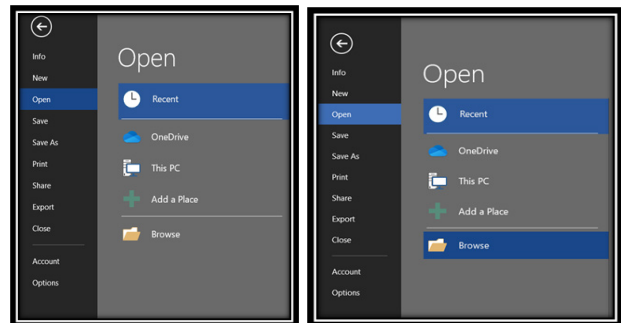 Info
New
Open
Save
Save As
Print
Share
Export
Close
Account
Options
Open
Recent
OneDrive
This PC
Add a Place
Browse
Info
New
Open
Save
Save As
Print
Share
Export
Close
Account
Options
Open
Recent
OneDrive
This PC
Add a Place
Browse